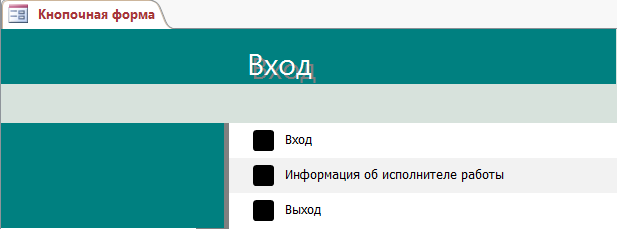 Кнопочная форма
Вход
Вход
Информация об исполнителе работы
Выход